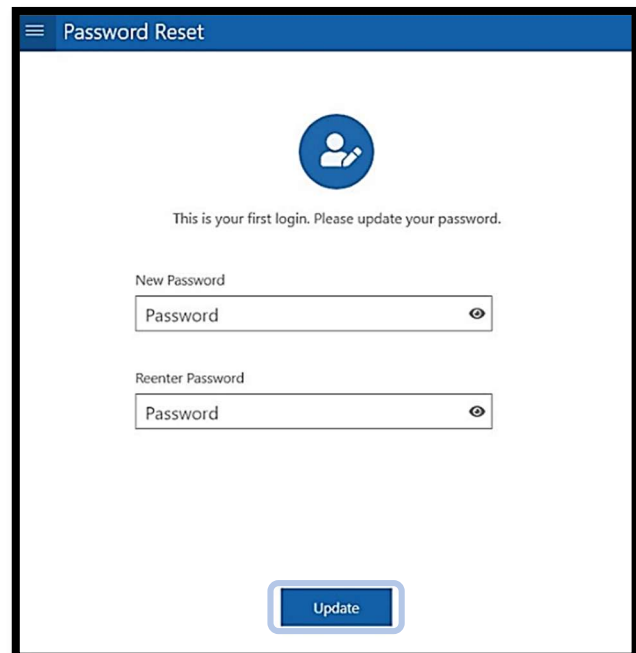 Password Reset
This is your first login. Please update your password.
New Password
Password
Reenter Password
Password
Update